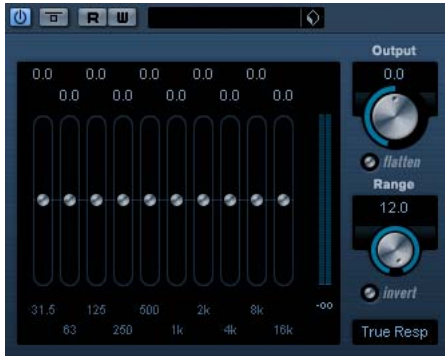 R W
Output
0.0 0.0 0.0 0.0 0.0 0.0
0.0 0.0 0.0 0.0 0.0
flatten
Range
12.0
invert
31.5 125 500 2k 8k -oo
63 250 1k 4k 16k
True Resp